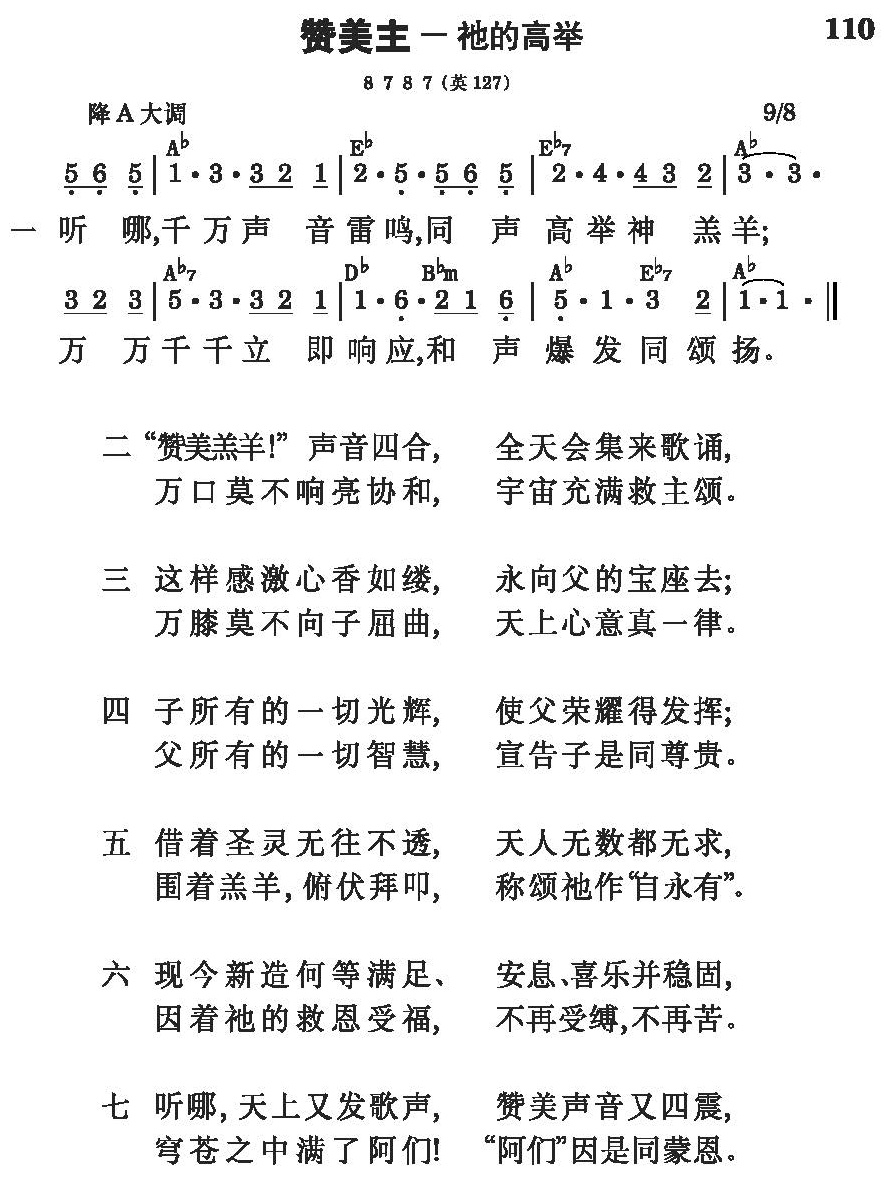 赞美主 － 祂的高举
110
8 7 8 7 (英 127)
降 A 大调 9/8
A♭ E♭ E♭7 A♭
5 6 5 | 1 · 3 · 3 2 1 | 2 · 5 · 5 6 5 | 2 · 4 · 4 3 2 | 3 · 3 ·
一 听 哪,千 万 声 音 雷 鸣,同 声 高 举 神 羔 羊;
A♭7 D♭ B♭m A♭ E♭7 A♭
3 2 3 | 5 · 3 · 3 2 1 | 1 · 6 · 2 1 6 | 5 · 1 · 3 2 | 1 · 1 · ‖
万 万 千 千 立 即 响 应,和 声 爆 发 同 颂 扬。
二 “赞美羔羊!” 声音四合, 全天会集来歌诵,
万口莫不响亮协和, 宇宙充满救主颂。
三 这样感激心香如缕, 永向父的宝座去;
万膝莫不向子屈曲, 天上心意真一律。
四 子所有的一切光辉, 使父荣耀得发挥;
父所有的一切智慧, 宣告子是同尊贵。
五 借着圣灵无往不透, 天人无数都无求,
围着羔羊, 俯伏拜叩, 称颂祂作“自永有”。
六 现今新造何等满足、 安息、喜乐并稳固,
因着祂的救恩受福, 不再受缚,不再苦。
七 听哪, 天上又发歌声, 赞美声音又四震,
穹苍之中满了阿们! “阿们”因是同蒙恩。